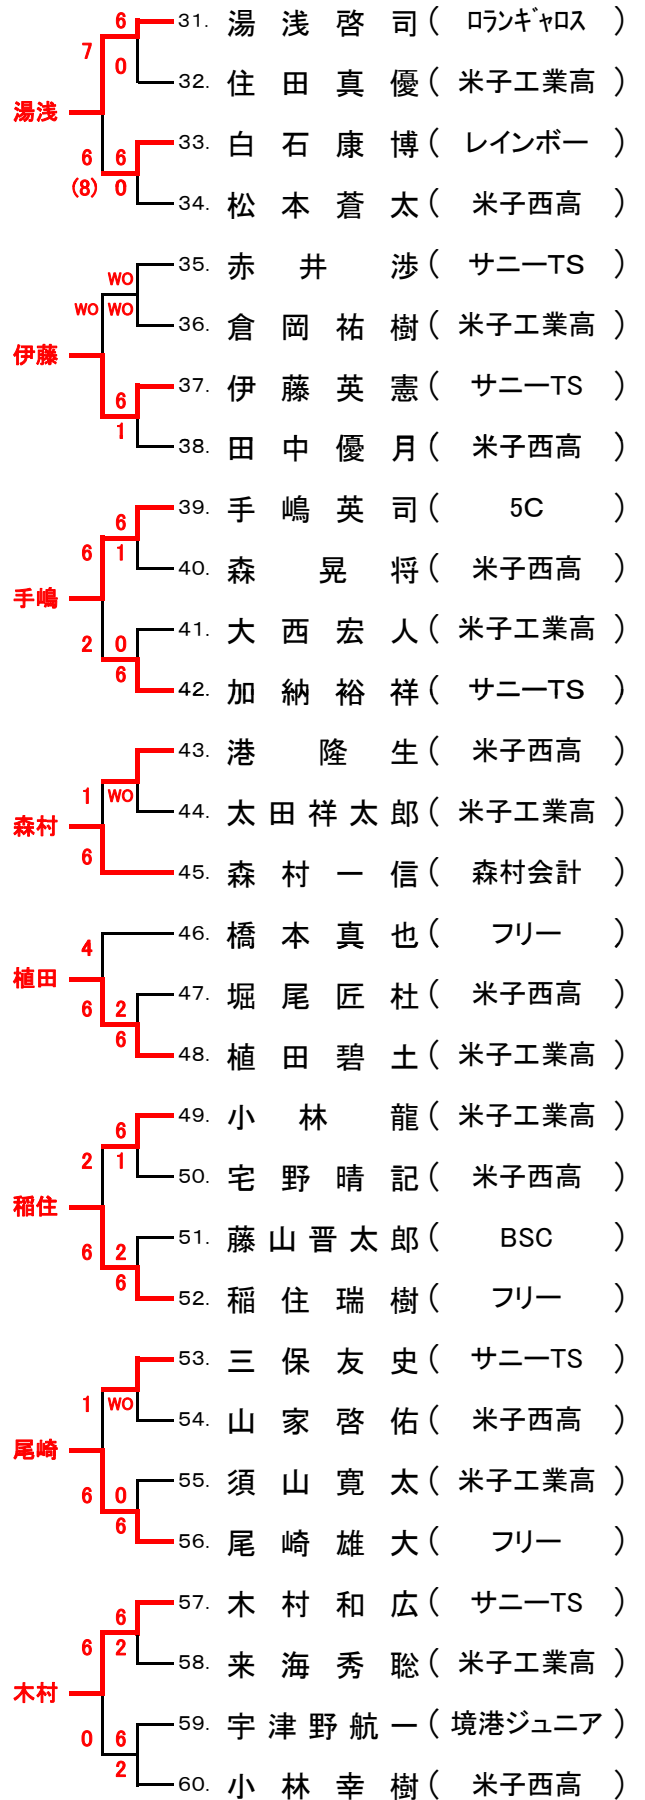 6 31. 湯浅啓司 ( ロランギャロス )
7 0
32. 住田真優 ( 米子工業高 )
湯浅
6 6 33. 白石康博 ( レインボー )
(8) 0
34. 松本蒼太 ( 米子西高 )
35. 赤井渉 ( サニーTS )
WO
WO WO
36. 倉岡祐樹 ( 米子工業高 )
伊藤
37. 伊藤英憲 ( サニーTS )
6
1
38. 田中優月 ( 米子西高 )
39. 手嶋英司 ( 5C )
6
6 1
40. 森晃将 ( 米子西高 )
手嶋
41. 大西宏人 ( 米子工業高 )
2 0
6
42. 加納裕祥 ( サニーTS )
43. 港隆生 ( 米子西高 )
1 WO
44. 太田祥太郎 ( 米子工業高 )
森村
6
45. 森村一信 ( 森村会計 )
46. 橋本真也 ( フリー )
4
植田
47. 堀尾匠杜 ( 米子西高 )
6 2
6
48. 植田碧土 ( 米子工業高 )
49. 小林龍 ( 米子工業高 )
6
2 1
50. 宅野晴記 ( 米子西高 )
稲住
51. 藤山晋太郎 ( BSC )
6 2
6
52. 稲住瑞樹 ( フリー )
53. 三保友史 ( サニーTS )
1 WO
54. 山家啓佑 ( 米子西高 )
尾崎
55. 須山寛太 ( 米子工業高 )
6 0
6
56. 尾崎雄大 ( フリー )
57. 木村和広 ( サニーTS )
6
6 2
58. 来海秀聡 ( 米子工業高 )
木村
59. 宇津野航一 ( 境港ジュニア )
0 6
2
60. 小林幸樹 ( 米子西高 )